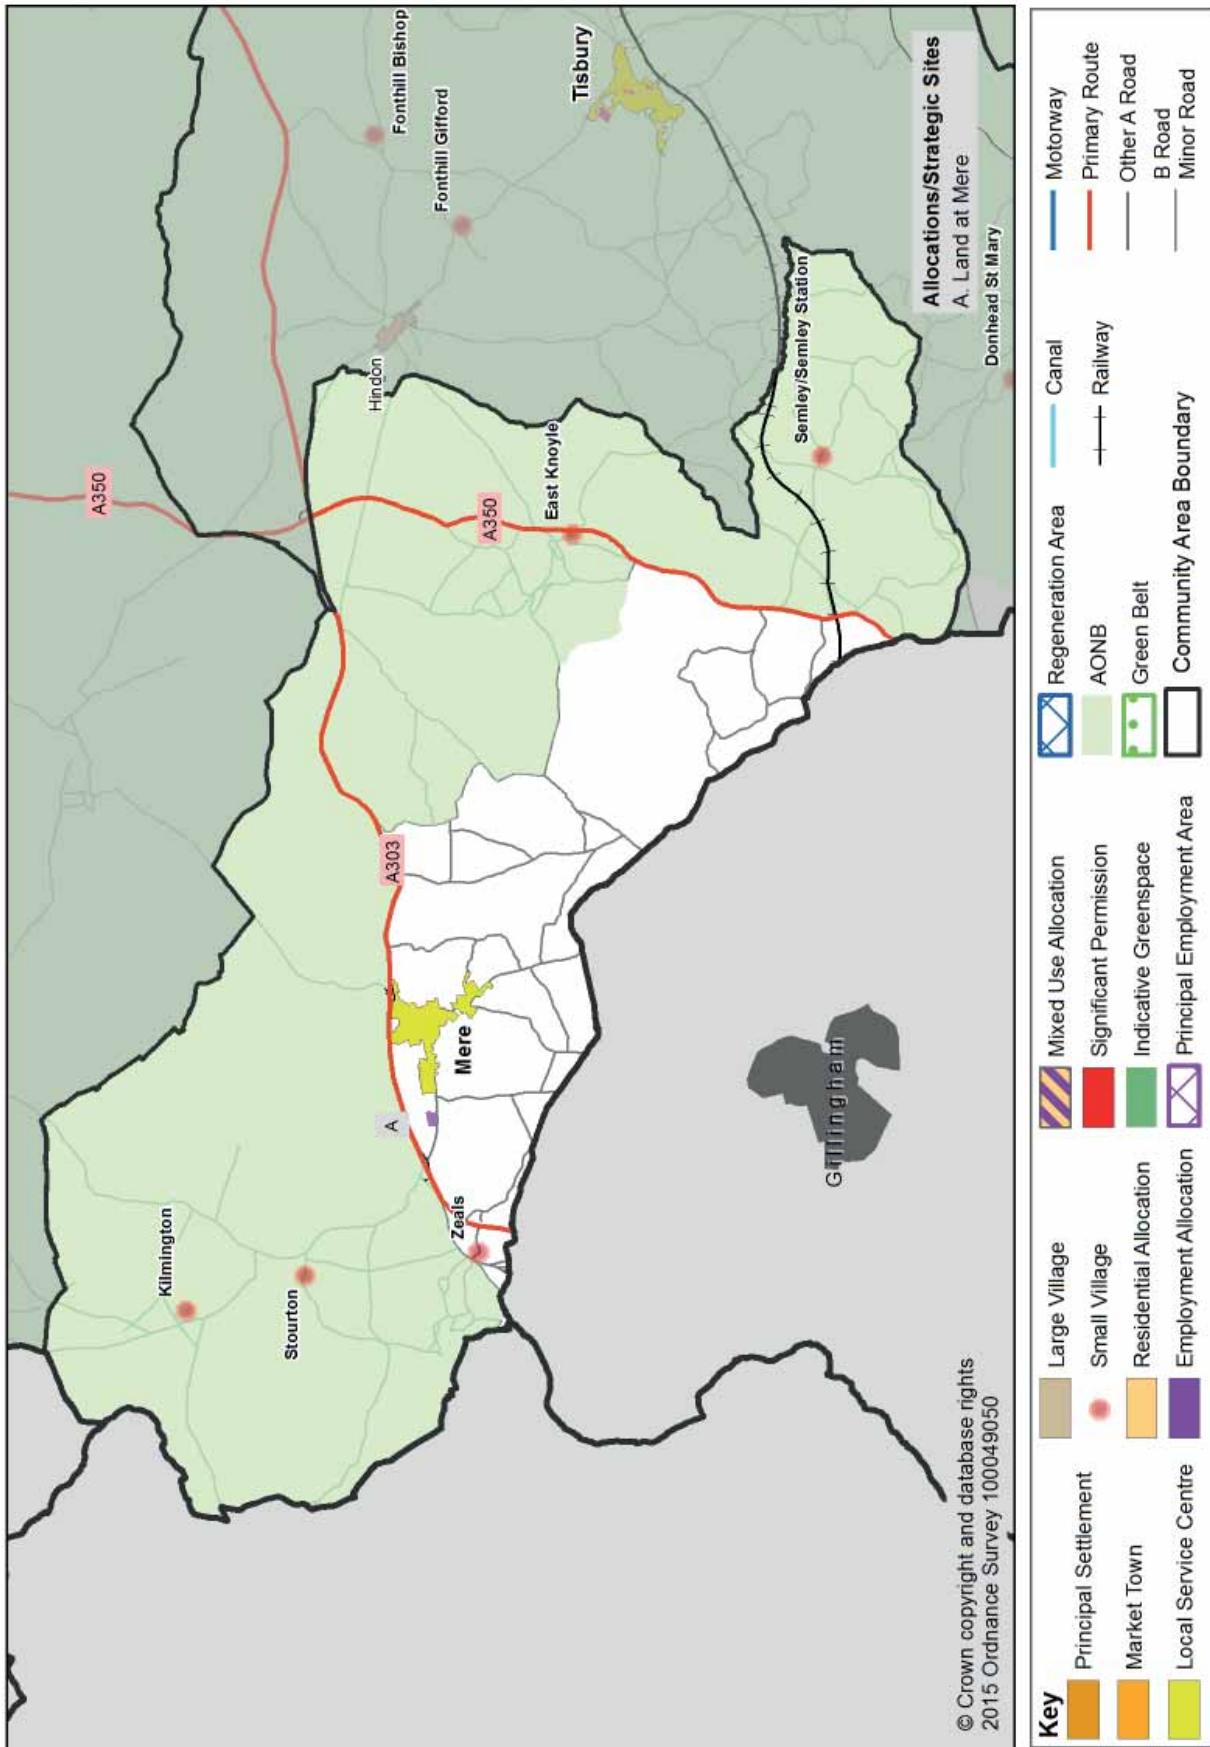 A350
Fonthill Bishop
Fonthill Gifford
Hindon
Tisbury
Kilmington
Stourton
A303
A350
East Knoyle
A
Zeals
Mere
Semley/Semley Station
Gillingham
Donhead St Mary
Allocations/Strategic Sites
A. Land at Mere
© Crown copyright and database rights
2015 Ordnance Survey 100049050
Key
Principal Settlement
Market Town
Local Service Centre
Large Village
Small Village
Residential Allocation
Employment Allocation
Mixed Use Allocation
Significant Permission
Indicative Greenspace
Principal Employment Area
Regeneration Area
AONB
Green Belt
Community Area Boundary
Canal
Railway
Motorway
Primary Route
Other A Road
B Road
Minor Road